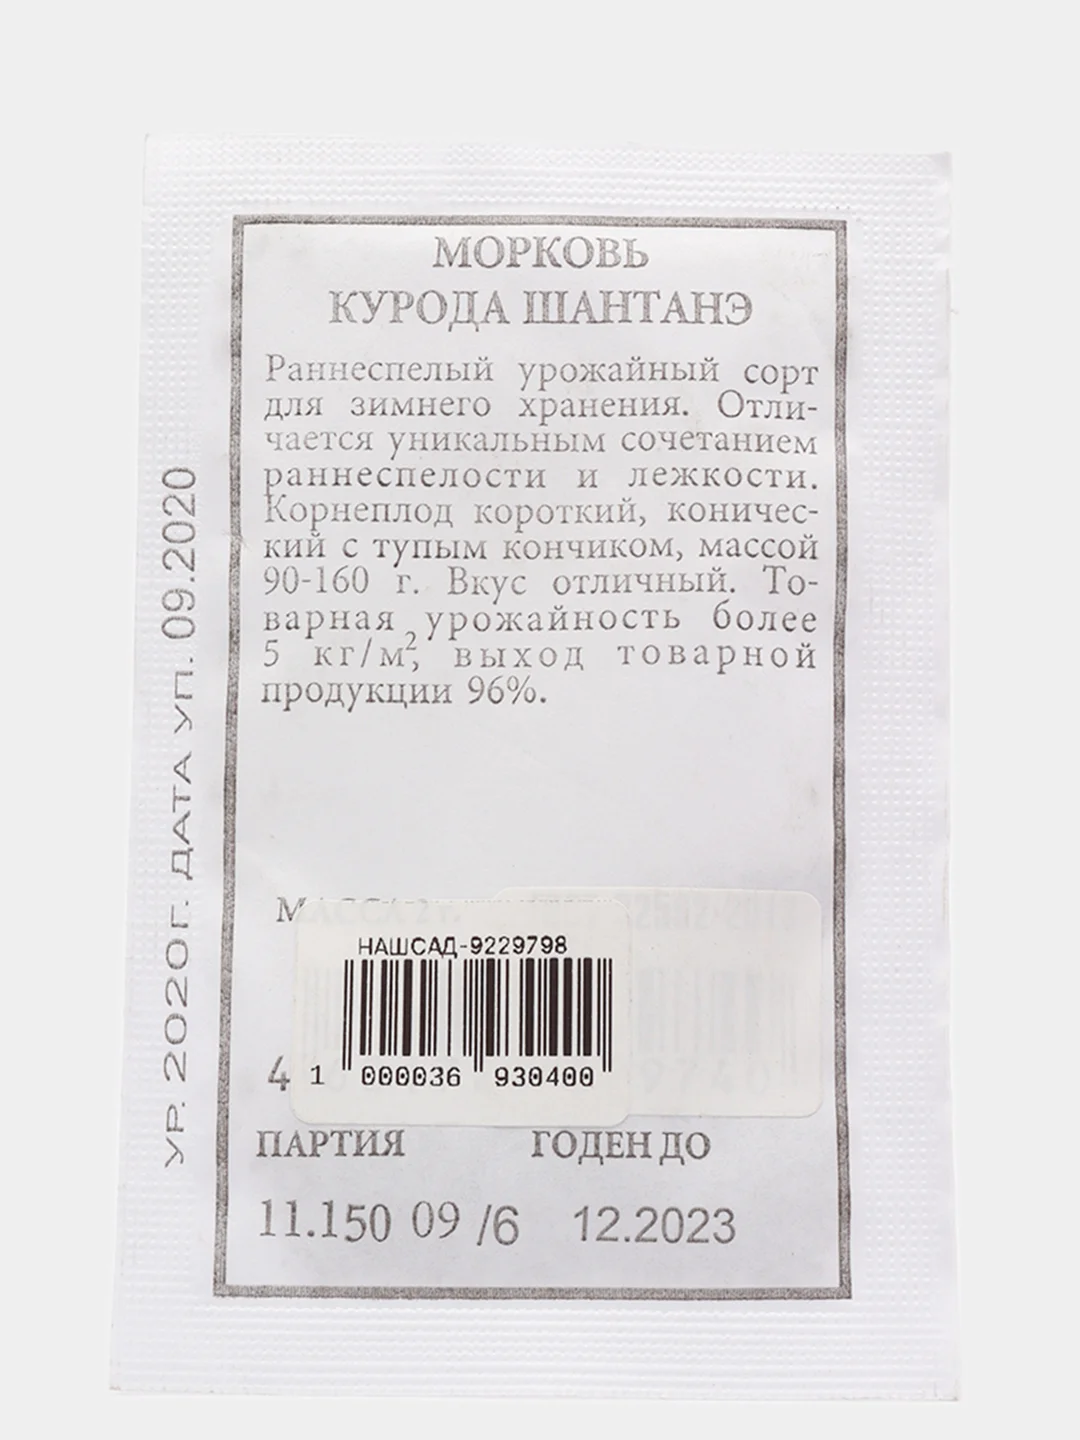 МОРКОВЬ
КУРОДА ШАНТАНЭ
Раннеспелый урожайный сорт
для зимнего хранения. Отли-
чается уникальным сочетанием
раннеспелости и лежкости.
Корнеплод короткий, коничес-
кий с тупым кончиком, массой
90-160 г. Вкус отличный. То-
варная урожайность более
5 кг/м², выход товарной
продукции 96%.
МАССА 2 г.
НАШСАД-9229798
4
1 000036 930400
ПАРТИЯ ГОДЕН ДО
11.150 09 /6 12.2023
УР. 2020г. ДАТА УП. 09.2020